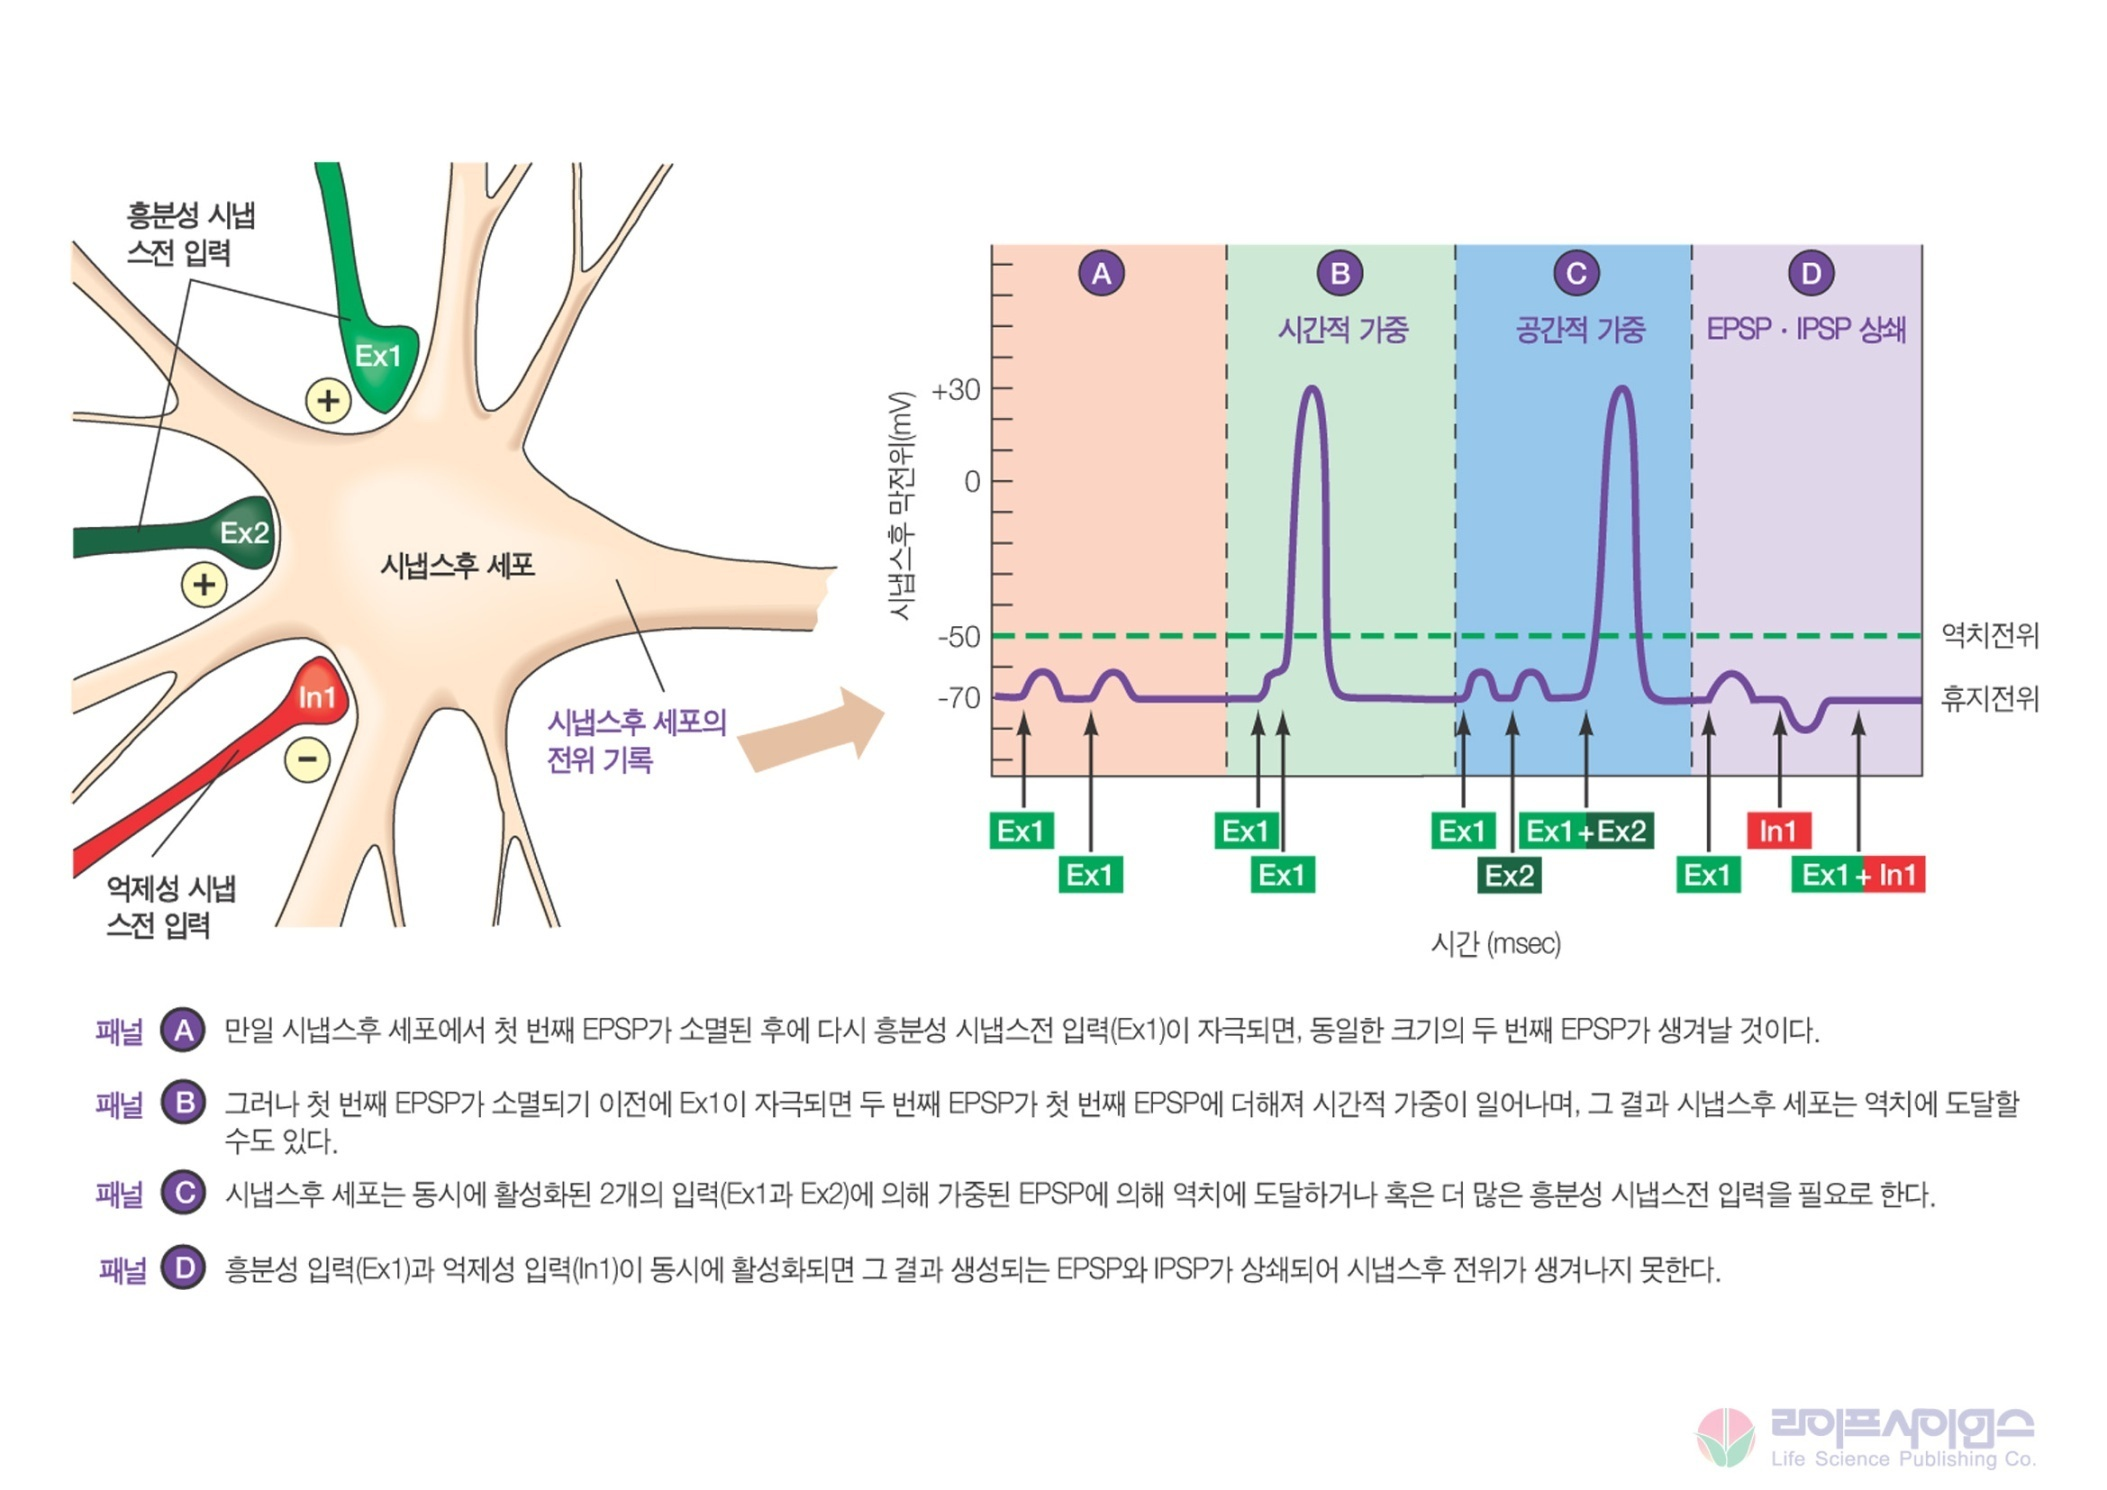 흥분성 시냅
스전 입력
Ex1
+
Ex2
+
시냅스후 세포
In1
−
시냅스후 세포의
전위 기록
억제성 시냅
스전 입력
A
B
C
D
시간적 가중
공간적 가중
EPSP · IPSP 상쇄
시냅스후 막전위(mV)
+30
0
-50
-70
역치전위
휴지전위
Ex1
Ex1
Ex1
Ex1
Ex1
Ex2
Ex1+Ex2
Ex1
In1
Ex1 + In1
시간 (msec)
패널 A 만일 시냅스후 세포에서 첫 번째 EPSP가 소멸된 후에 다시 흥분성 시냅스전 입력(Ex1)이 자극되면, 동일한 크기의 두 번째 EPSP가 생겨날 것이다.
패널 B 그러나 첫 번째 EPSP가 소멸되기 이전에 Ex1이 자극되면 두 번째 EPSP가 첫 번째 EPSP에 더해져 시간적 가중이 일어나며, 그 결과 시냅스후 세포는 역치에 도달할
수도 있다.
패널 C 시냅스후 세포는 동시에 활성화된 2개의 입력(Ex1과 Ex2)에 의해 가중된 EPSP에 의해 역치에 도달하거나 혹은 더 많은 흥분성 시냅스전 입력을 필요로 한다.
패널 D 흥분성 입력(Ex1)과 억제성 입력(In1)이 동시에 활성화되면 그 결과 생성되는 EPSP와 IPSP가 상쇄되어 시냅스후 전위가 생겨나지 못한다.
라이프사이언스
Life Science Publishing Co.